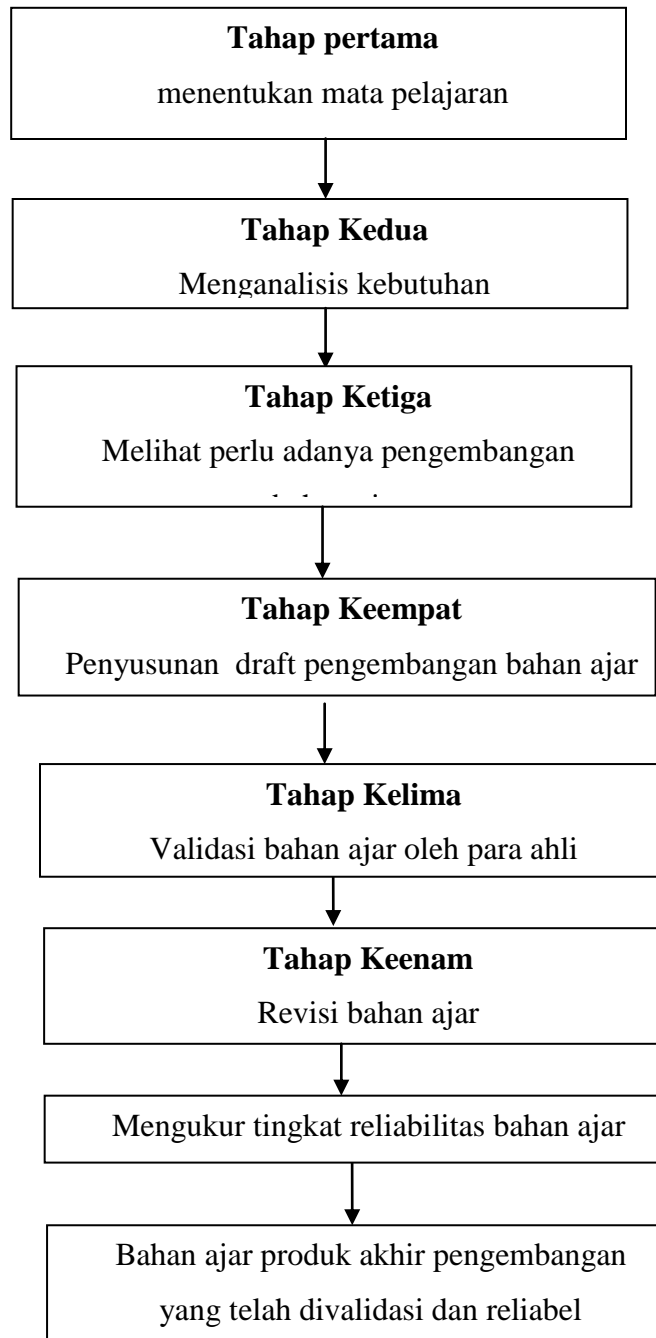 Tahap pertama
menentukan mata pelajaran
Tahap Kedua
Menganalisis kebutuhan
Tahap Ketiga
Melihat perlu adanya pengembangan
Tahap Keempat
Penyusunan draft pengembangan bahan ajar
Tahap Kelima
Validasi bahan ajar oleh para ahli
Tahap Keenam
Revisi bahan ajar
Mengukur tingkat reliabilitas bahan ajar
Bahan ajar produk akhir pengembangan
yang telah divalidasi dan reliabel